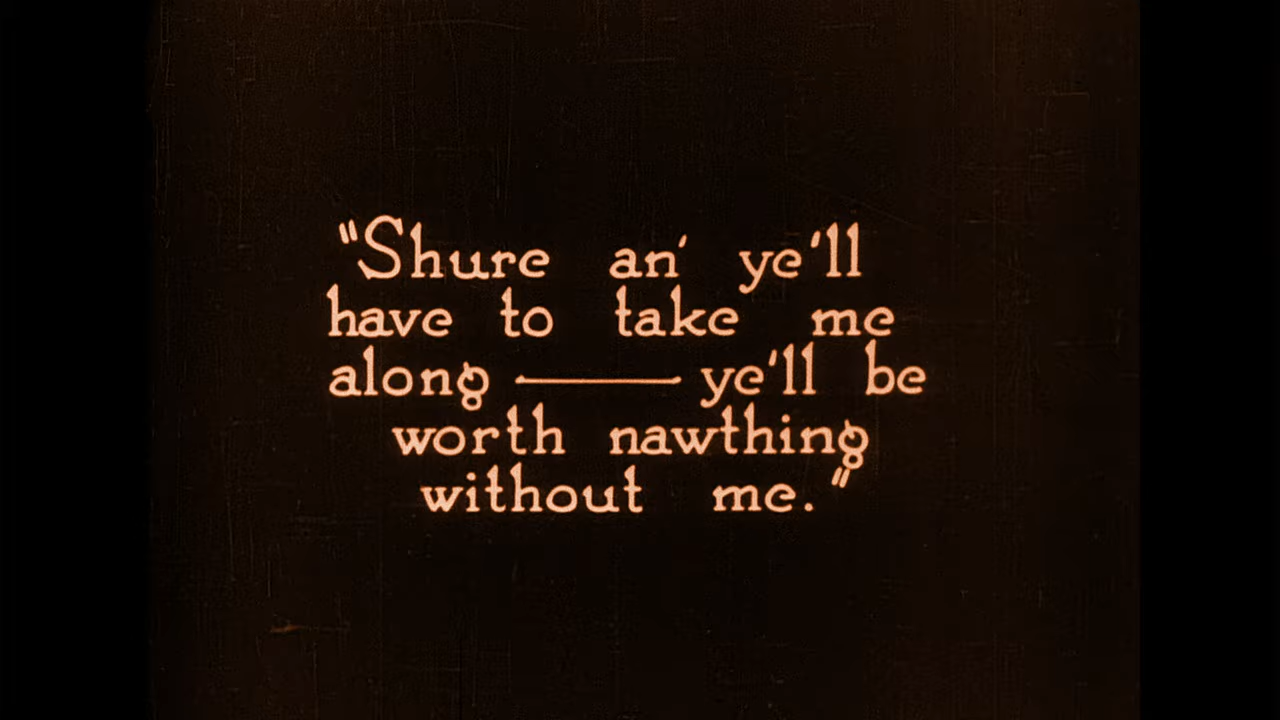 "Shure an' ye'll
have to take me
along —— ye'll be
worth nawthing
without me."